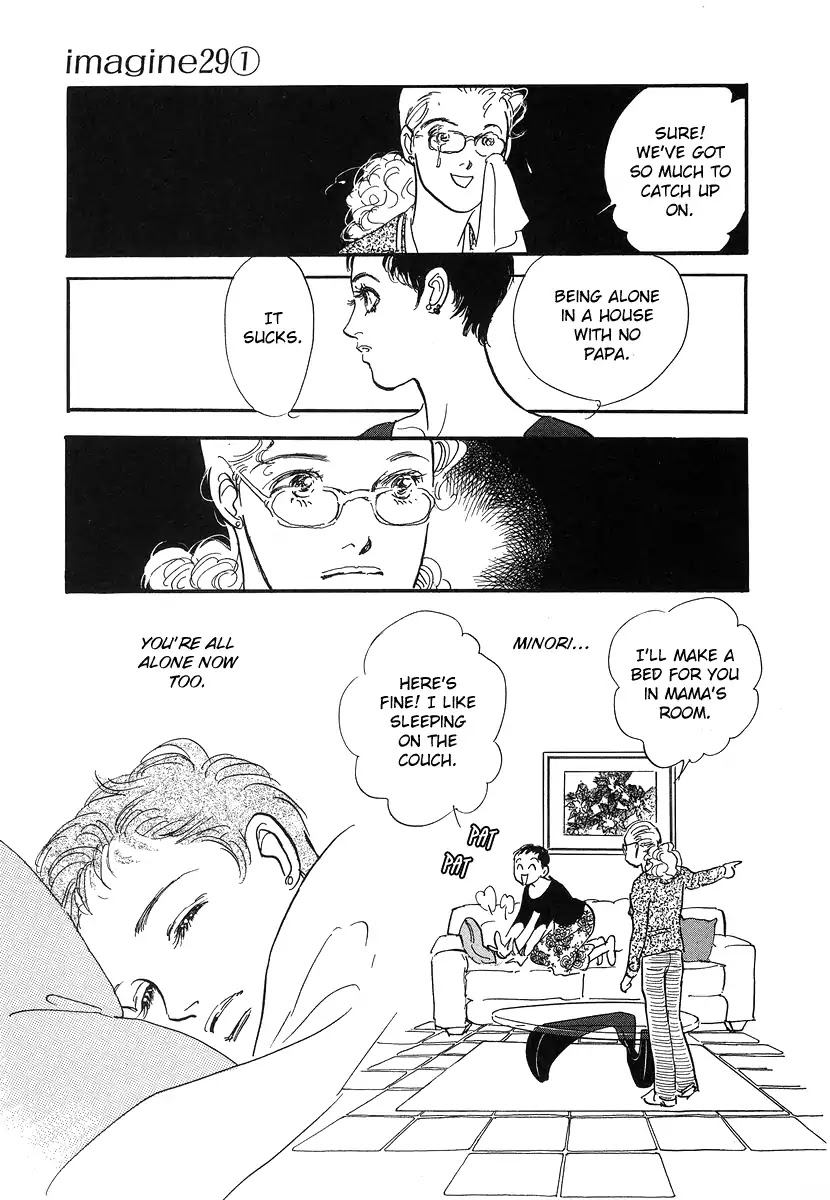 imagine29①
SURE!
WE'VE GOT
SO MUCH TO
CATCH UP
ON.
BEING ALONE
IN A HOUSE
WITH NO
PAPA.
IT
SUCKS.
I'LL MAKE A
BED FOR YOU
IN MAMA'S
ROOM.
MINORI...
HERE'S
FINE! I LIKE
SLEEPING
ON THE
COUCH.
PAT
PAT
YOU'RE ALL
ALONE NOW
TOO.